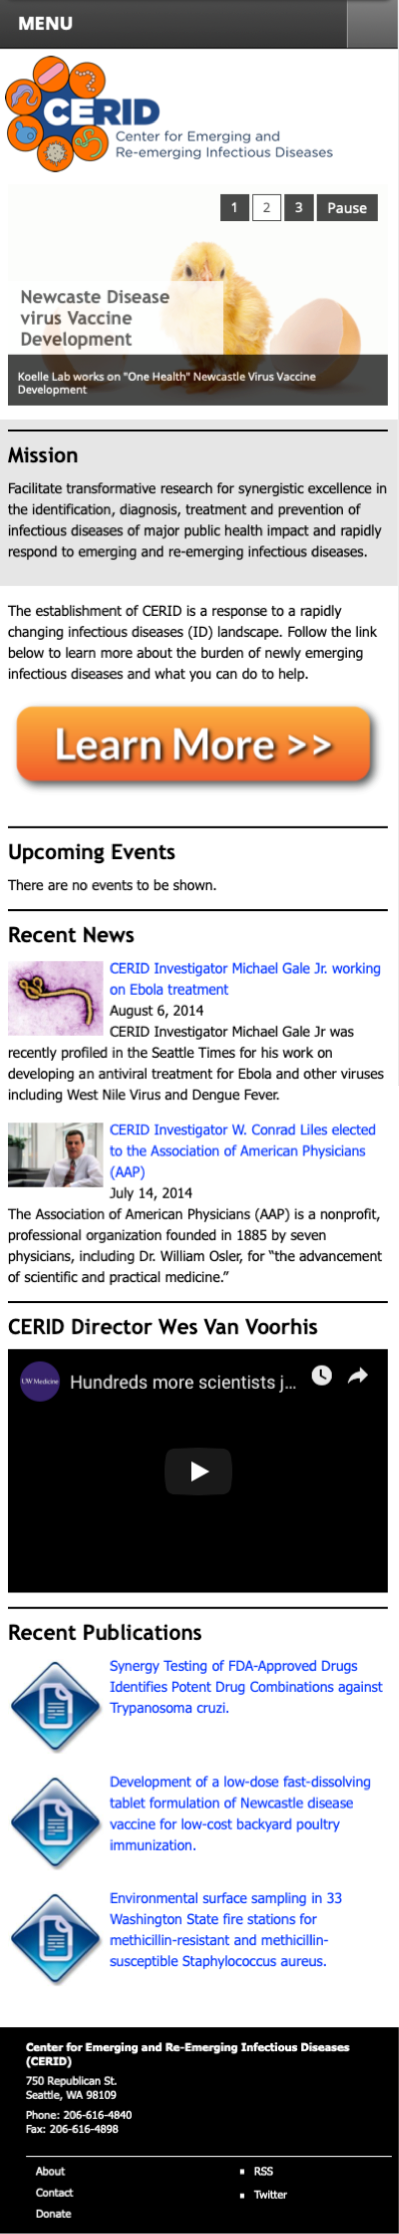 MENU
CERID
Center for Emerging and
Re-emerging Infectious Diseases
1 2 3 Pause
Newcaste Disease
virus Vaccine
Development
Koelle Lab works on "One Health" Newcastle Virus Vaccine
Development
Mission
Facilitate transformative research for synergistic excellence in
the identification, diagnosis, treatment and prevention of
infectious diseases of major public health impact and rapidly
respond to emerging and re-emerging infectious diseases.
The establishment of CERID is a response to a rapidly
changing infectious diseases (ID) landscape. Follow the link
below to learn more about the burden of newly emerging
infectious diseases and what you can do to help.
Learn More >>
Upcoming Events
There are no events to be shown.
Recent News
CERID Investigator Michael Gale Jr. working
on Ebola treatment
August 6, 2014
CERID Investigator Michael Gale Jr was
recently profiled in the Seattle Times for his work on
developing an antiviral treatment for Ebola and other viruses
including West Nile Virus and Dengue Fever.
CERID Investigator W. Conrad Liles elected
to the Association of American Physicians
(AAP)
July 14, 2014
The Association of American Physicians (AAP) is a nonprofit,
professional organization founded in 1885 by seven
physicians, including Dr. William Osler, for “the advancement
of scientific and practical medicine.”
CERID Director Wes Van Voorhis
UW Medicine
Hundreds more scientists j...
Recent Publications
Synergy Testing of FDA-Approved Drugs
Identifies Potent Drug Combinations against
Trypanosoma cruzi.
Development of a low-dose fast-dissolving
tablet formulation of Newcastle disease
vaccine for low-cost backyard poultry
immunization.
Environmental surface sampling in 33
Washington State fire stations for
methicillin-resistant and methicillin-
susceptible Staphylococcus aureus.
Center for Emerging and Re-Emerging Infectious Diseases
(CERID)
750 Republican St.
Seattle, WA 98109
Phone: 206-616-4840
Fax: 206-616-4898
About
Contact
Donate
RSS
Twitter